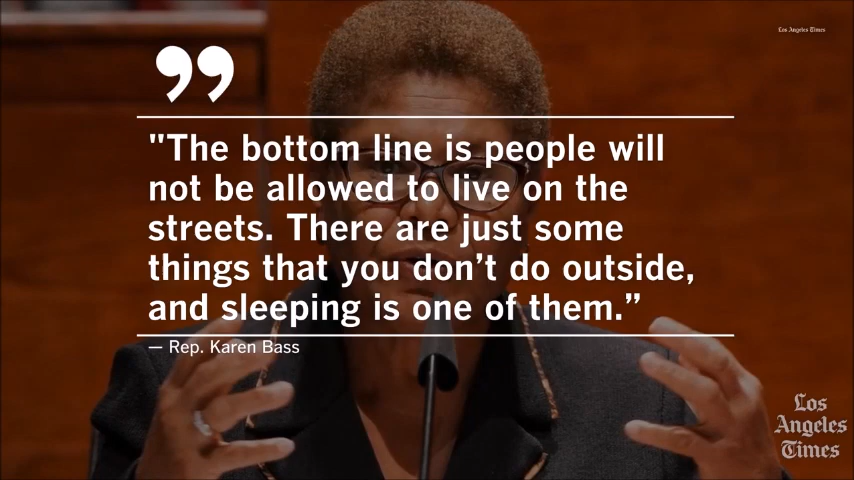 Los Angeles Times
”
"The bottom line is people will
not be allowed to live on the
streets. There are just some
things that you don’t do outside,
and sleeping is one of them.”
— Rep. Karen Bass
Los
Angeles
Times